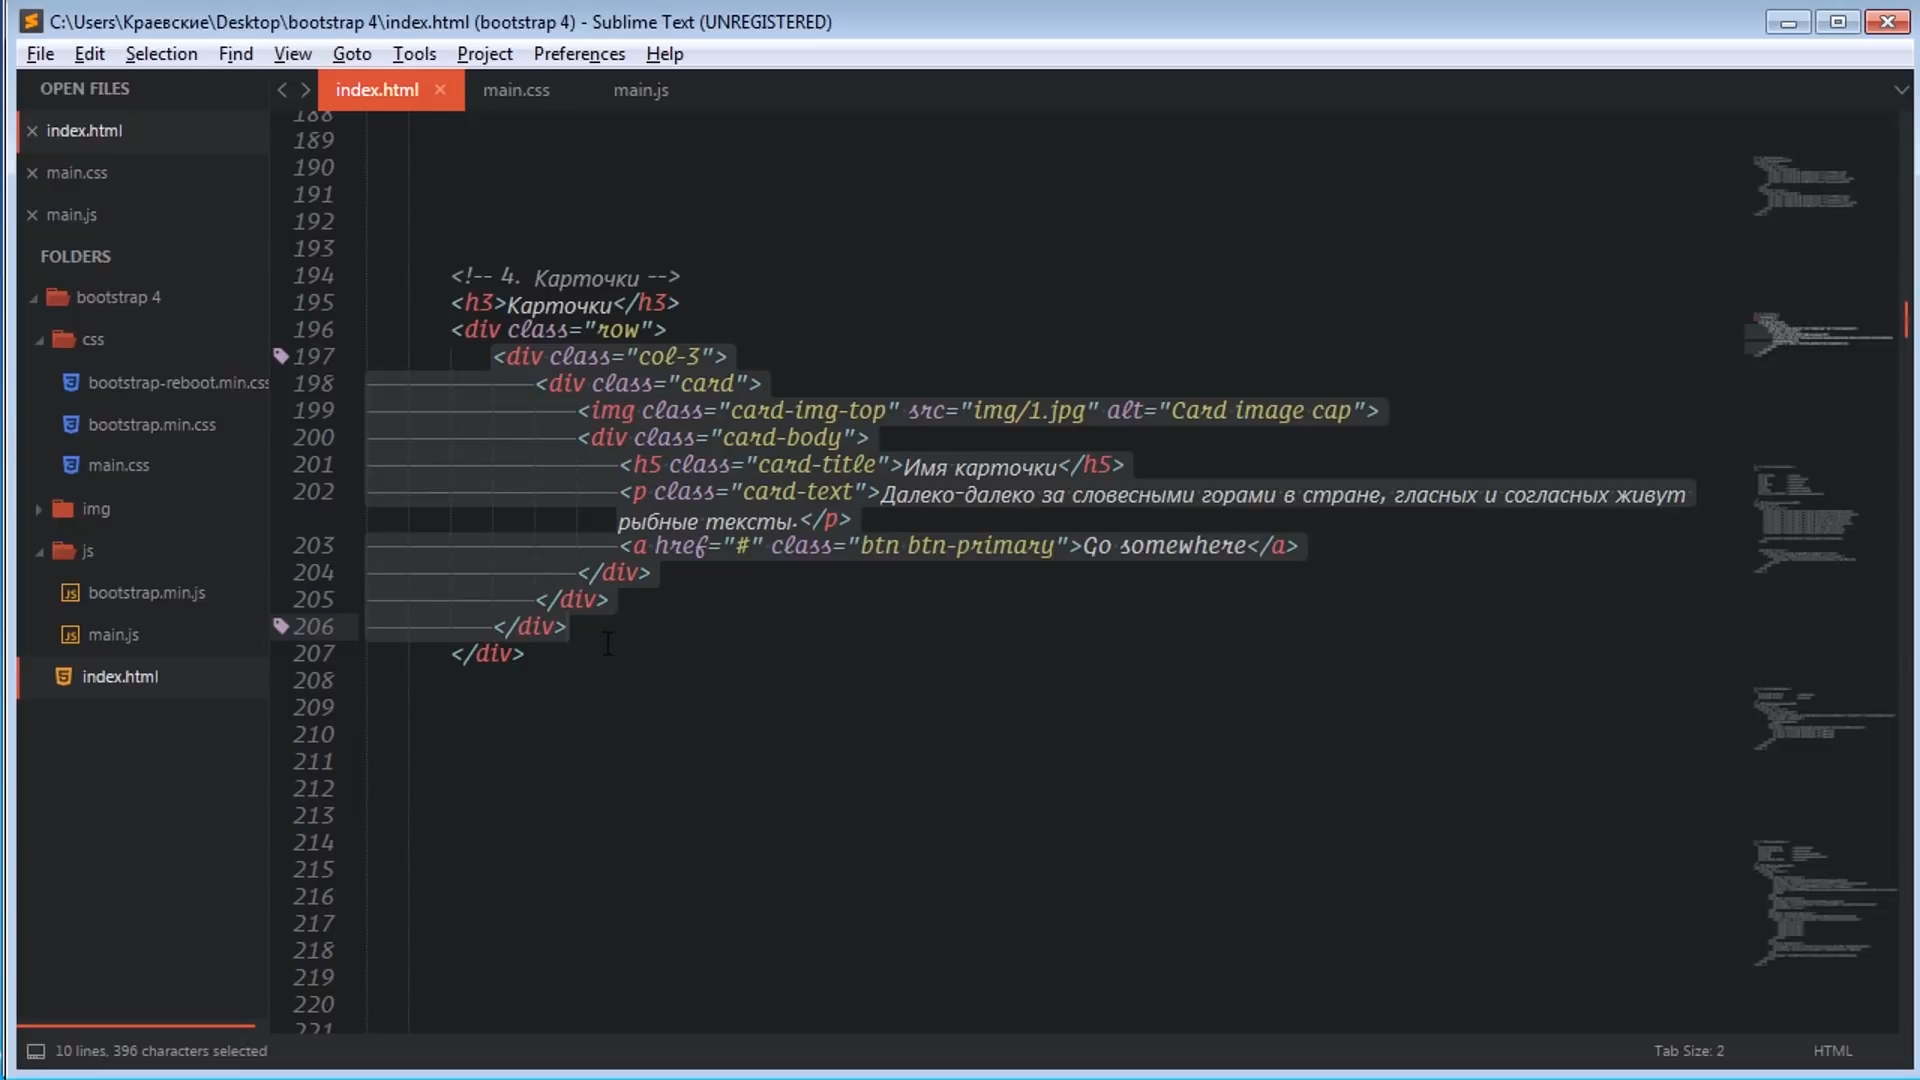 C:\Users\Краевские\Desktop\bootstrap 4\index.html (bootstrap 4) - Sublime Text (UNREGISTERED)
File Edit Selection Find View Goto Tools Project Preferences Help
OPEN FILES
index.html
main.css
main.js
FOLDERS
bootstrap 4
css
bootstrap-reboot.min.css
bootstrap.min.css
main.css
img
js
bootstrap.min.js
main.js
index.html
index.html main.css main.js
188
189
190
191
192
193
194 <!-- 4. Карточки -->
195 <h3>Карточки</h3>
196 <div class="row">
197 <div class="col-3">
198 <div class="card">
199 <img class="card-img-top" src="img/1.jpg" alt="Card image cap">
200 <div class="card-body">
201 <h5 class="card-title">Имя карточки</h5>
202 <p class="card-text">Далеко-далеко за словесными горами в стране, гласных и согласных живут
рыбные тексты.</p>
203 <a href="#" class="btn btn-primary">Go somewhere</a>
204 </div>
205 </div>
206 </div>
207 </div>
208
209
210
211
212
213
214
215
216
217
218
219
220
221
10 lines, 396 characters selected
Tab Size: 2
HTML